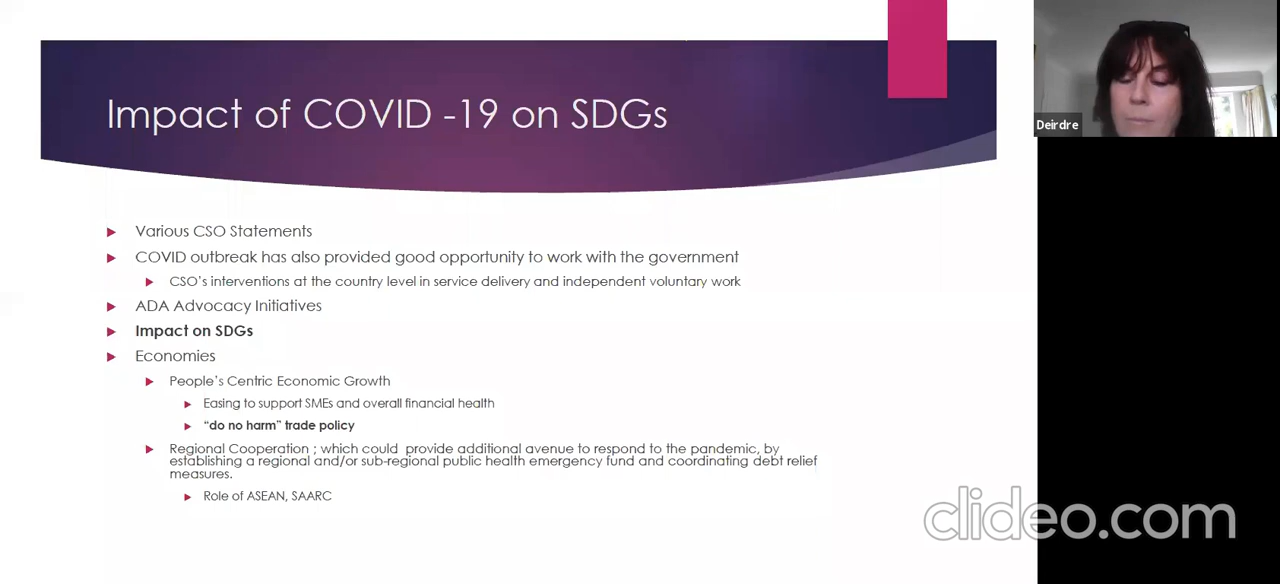 Impact of COVID -19 on SDGs
Deirdre
Various CSO Statements
COVID outbreak has also provided good opportunity to work with the government
CSO's interventions at the country level in service delivery and independent voluntary work
ADA Advocacy Initiatives
Impact on SDGs
Economies
People's Centric Economic Growth
Easing to support SMEs and overall financial health
"do no harm" trade policy
Regional Cooperation ; which could provide additional avenue to respond to the pandemic, by
establishing a regional and/or sub-regional public health emergency fund and coordinating debt relief
measures.
Role of ASEAN, SAARC
clideo.com